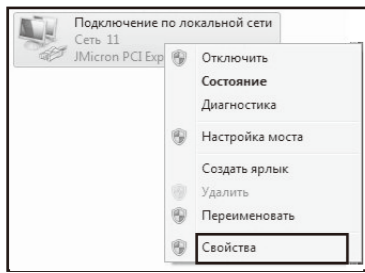 Подключение по локальной сети
Сеть 11
JMicron PCI Exp
Отключить
Состояние
Диагностика
Настройка моста
Создать ярлык
Удалить
Переименовать
Свойства